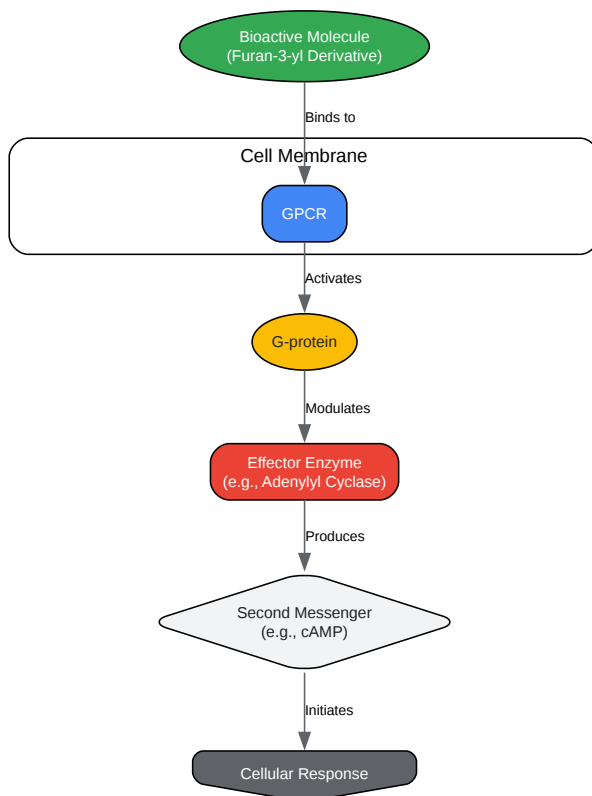 Bioactive Molecule
(Furan-3-yl Derivative)
Binds to
Cell Membrane
GPCR
Activates
G-protein
Modulates
Effector Enzyme
(e.g., Adenylyl Cyclase)
Produces
Second Messenger
(e.g., cAMP)
Initiates
Cellular Response